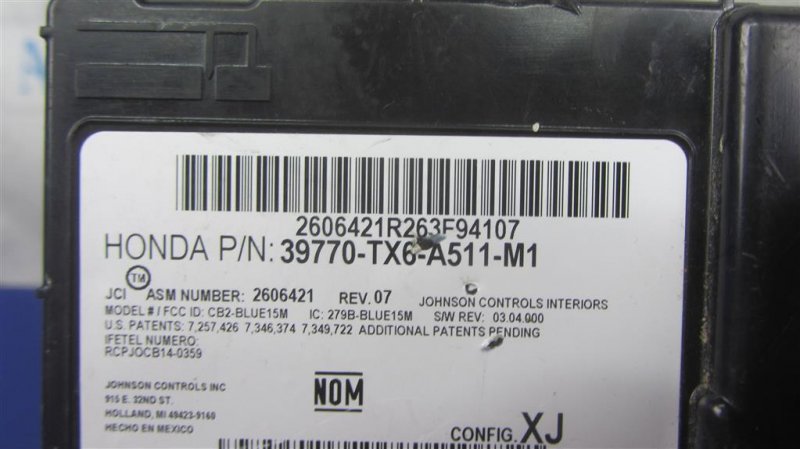 2606421R263F94107
HONDA P/N: 39770-TX6-A511-M1
TM
JCI ASM NUMBER: 2606421 REV. 07 JOHNSON CONTROLS INTERIORS
MODEL # / FCC ID: CB2-BLUE15M IC: 279B-BLUE15M S/W REV: 03.04.000
U.S. PATENTS: 7,257,426 7,346,374 7,349,722 ADDITIONAL PATENTS PENDING
IFETEL NUMERO:
RCPJOCB14-0359
JOHNSON CONTROLS INC
915 E. 32ND ST.
HOLLAND, MI 49423-9160
HECHO EN MEXICO
NOM
CONFIG. XJ